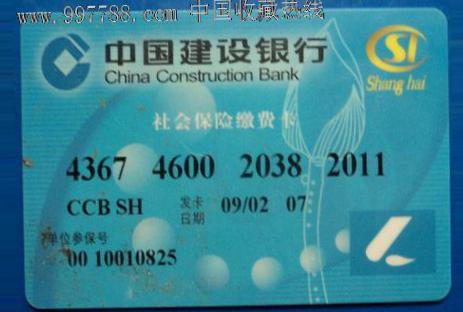 www.997788.com 中国收藏热线
中国建设银行
China Construction Bank
SI
Shang hai
社会保险缴费卡
4367 4600 2038 2011
CCB SH 发卡日期 09/02 07
单位参保号
00 10010825